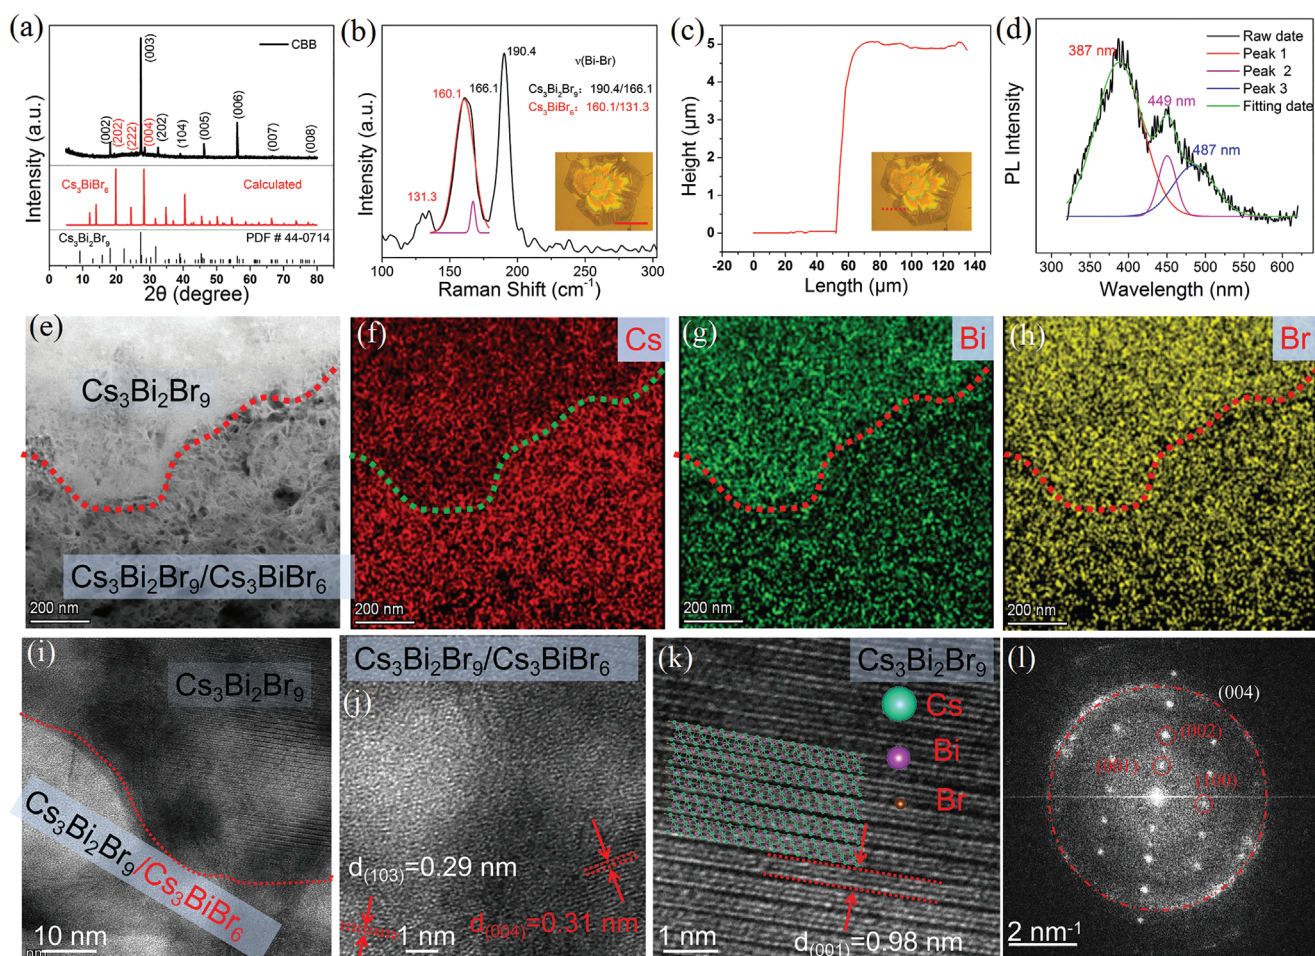 (a)
CBB
(003)
(002)
(202)
(222)
(004)
(202)
(104)
(005)
(006)
(007)
(008)
Cs3BiBr6
Calculated
Cs3Bi2Br9
PDF # 44-0714
0 10 20 30 40 50 60 70 80
2θ (degree)
Intensity (a.u.)
(b)
190.4
ν(Bi-Br)
160.1
166.1
Cs3Bi2Br9: 190.4/166.1
Cs3BiBr6: 160.1/131.3
131.3
100 150 200 250 300
Raman Shift (cm-1)
Intensity (a.u.)
(c)
5
4
3
2
1
0
-20 0 20 40 60 80 100 120 140
Length (μm)
Height (μm)
(d)
Raw date
Peak 1
Peak 2
Peak 3
Fitting date
387 nm
449 nm
487 nm
300 350 400 450 500 550 600
Wavelength (nm)
PL Intensity
(e)
Cs3Bi2Br9
Cs3Bi2Br9/Cs3BiBr6
200 nm
(f)
Cs
200 nm
(g)
Bi
200 nm
(h)
Br
200 nm
(i)
Cs3Bi2Br9
Cs3Bi2Br9/Cs3BiBr6
10 nm
nm
Cs3Bi2Br9/Cs3BiBr6
(j)
d(103)=0.29 nm
d(004)=0.31 nm
1 nm
(k)
Cs3Bi2Br9
Cs
Bi
Br
1 nm
d(001)=0.98 nm
(l)
(004)
(002)
(001)
(100)
2 nm-1